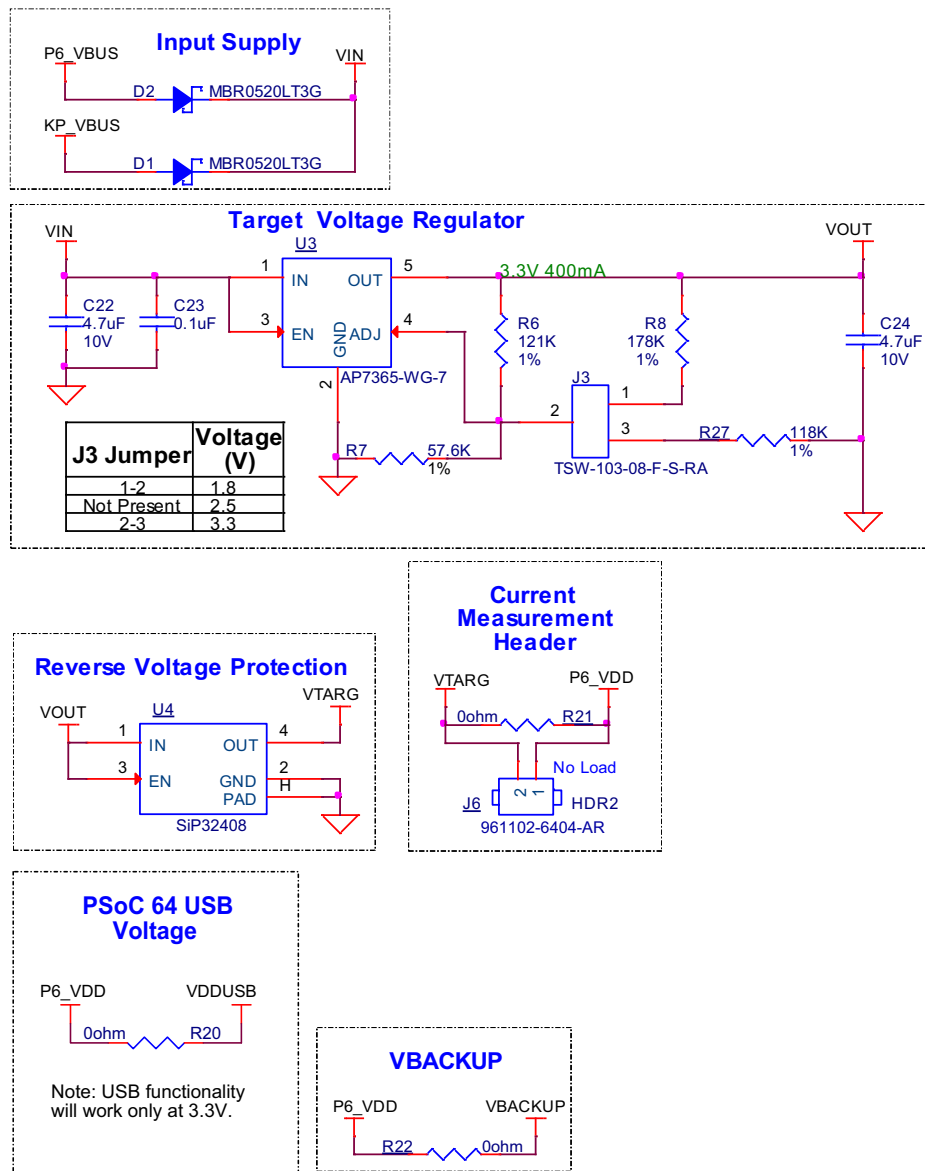 Input Supply
P6_VBUS
VIN
D2
MBR0520LT3G
KP_VBUS
D1
MBR0520LT3G
Target Voltage Regulator
VIN
VOUT
U3
1
IN
OUT
5
3.3V 400mA
C22
4.7uF
10V
C23
0.1uF
3
EN
GND
ADJ
4
2
AP7365-WG-7
R6
121K
1%
R8
178K
1%
C24
4.7uF
10V
J3
1
2
3
TSW-103-08-F-S-RA
R27
118K
1%
R7
57.6K
1%
J3 Jumper
Voltage
(V)
1-2
1.8
Not Present
2.5
2-3
3.3
Current
Measurement
Header
VTARG
P6_VDD
0ohm
R21
No Load
2
1
J6
HDR2
961102-6404-AR
Reverse Voltage Protection
VOUT
VTARG
U4
1
IN
OUT
4
3
EN
GND
2
PAD
H
SiP32408
PSoC 64 USB
Voltage
P6_VDD
VDDUSB
0ohm
R20
Note: USB functionality
will work only at 3.3V.
VBACKUP
P6_VDD
VBACKUP
R22
0ohm